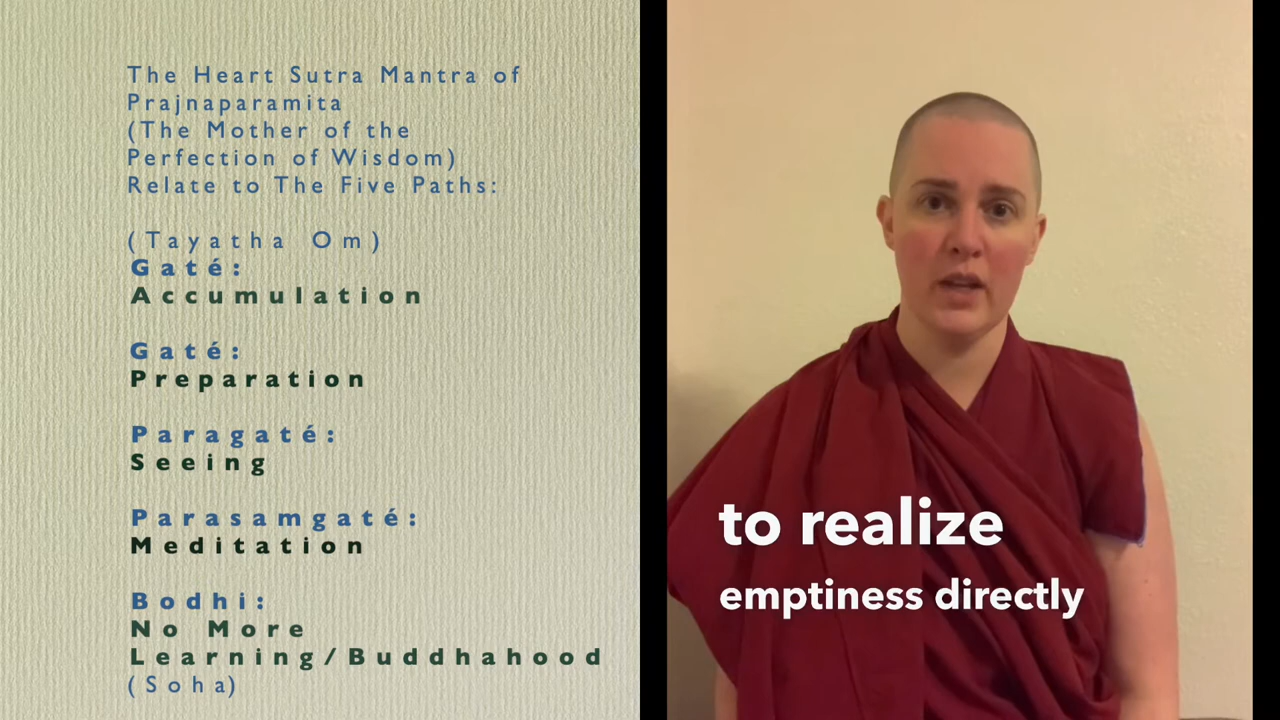 The Heart Sutra Mantra of
Prajnaparamita
(The Mother of the
Perfection of Wisdom)
Relate to The Five Paths:
(Tayatha Om)
Gaté:
Accumulation
Gaté:
Preparation
Paragaté:
Seeing
Parasamgaté:
Meditation
Bodhi:
No More
Learning/Buddhahood
(Soha)
to realize
emptiness directly